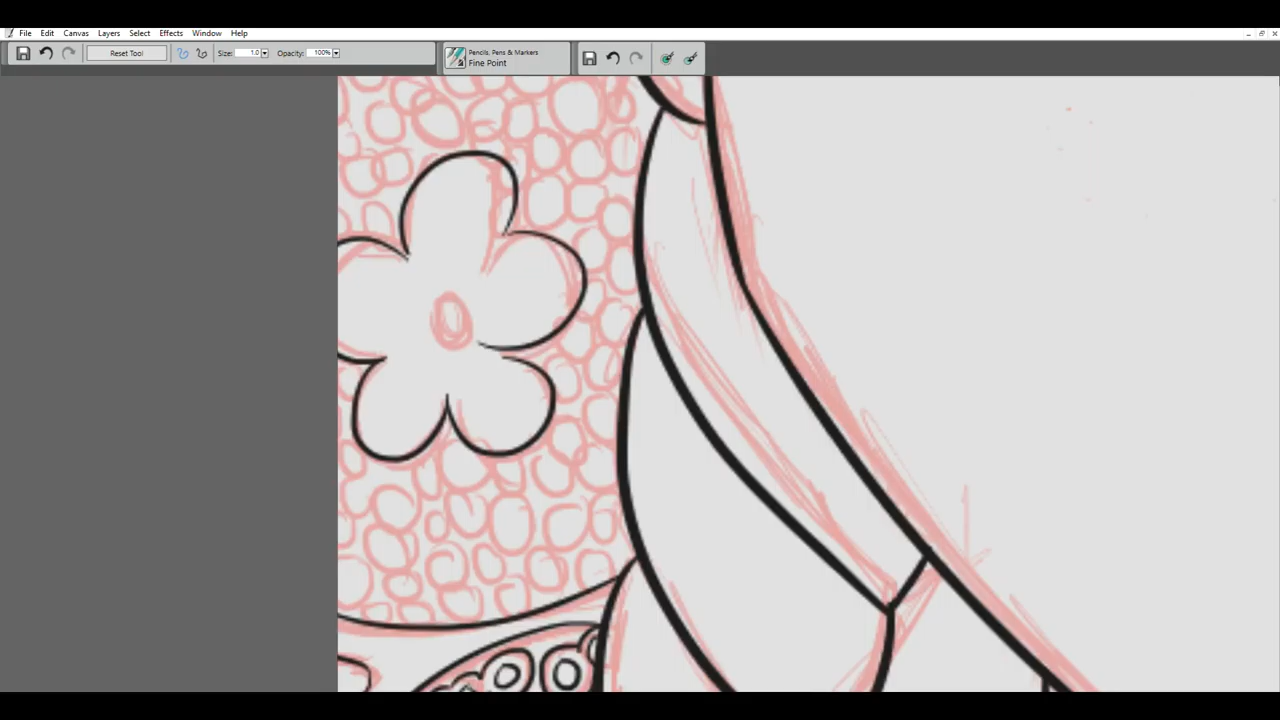 File Edit Canvas Layers Select Effects Window Help
Reset Tool Size: 1.0 Opacity: 100%
Pencils, Pens & Markers
Fine Point